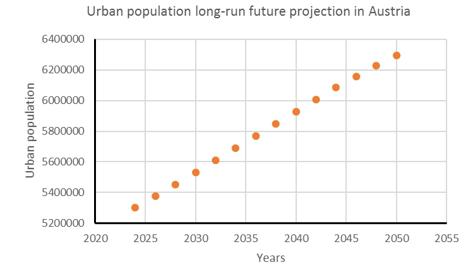 Urban population long-run future projection in Austria
6400000
6200000
6000000
5800000
5600000
5400000
5200000
2020 2025 2030 2035 2040 2045 2050 2055
Urban population
Years